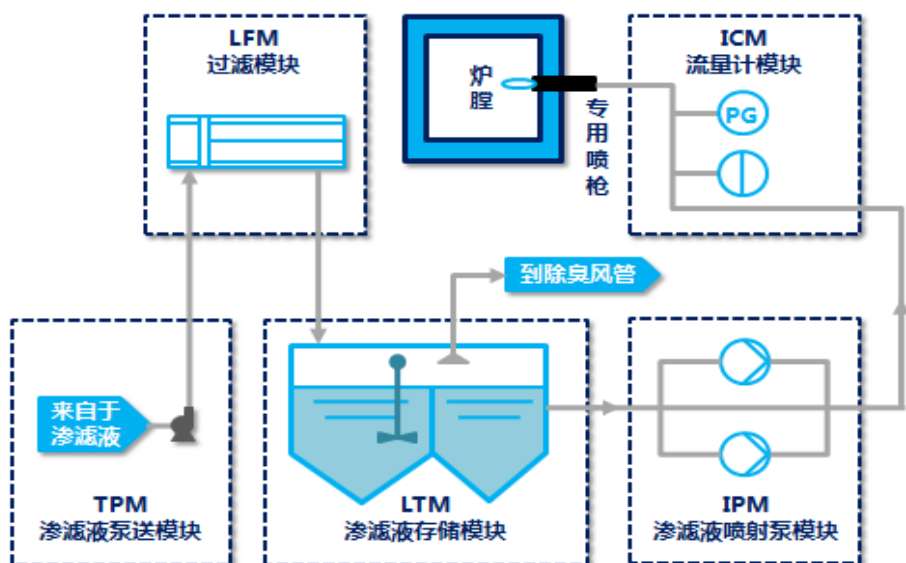 LFM
过滤模块
炉
膛
专
用
喷
枪
ICM
流量计模块
PG
到除臭风管
来自于
渗滤液
TPM
渗滤液泵送模块
LTM
渗滤液存储模块
IPM
渗滤液喷射泵模块